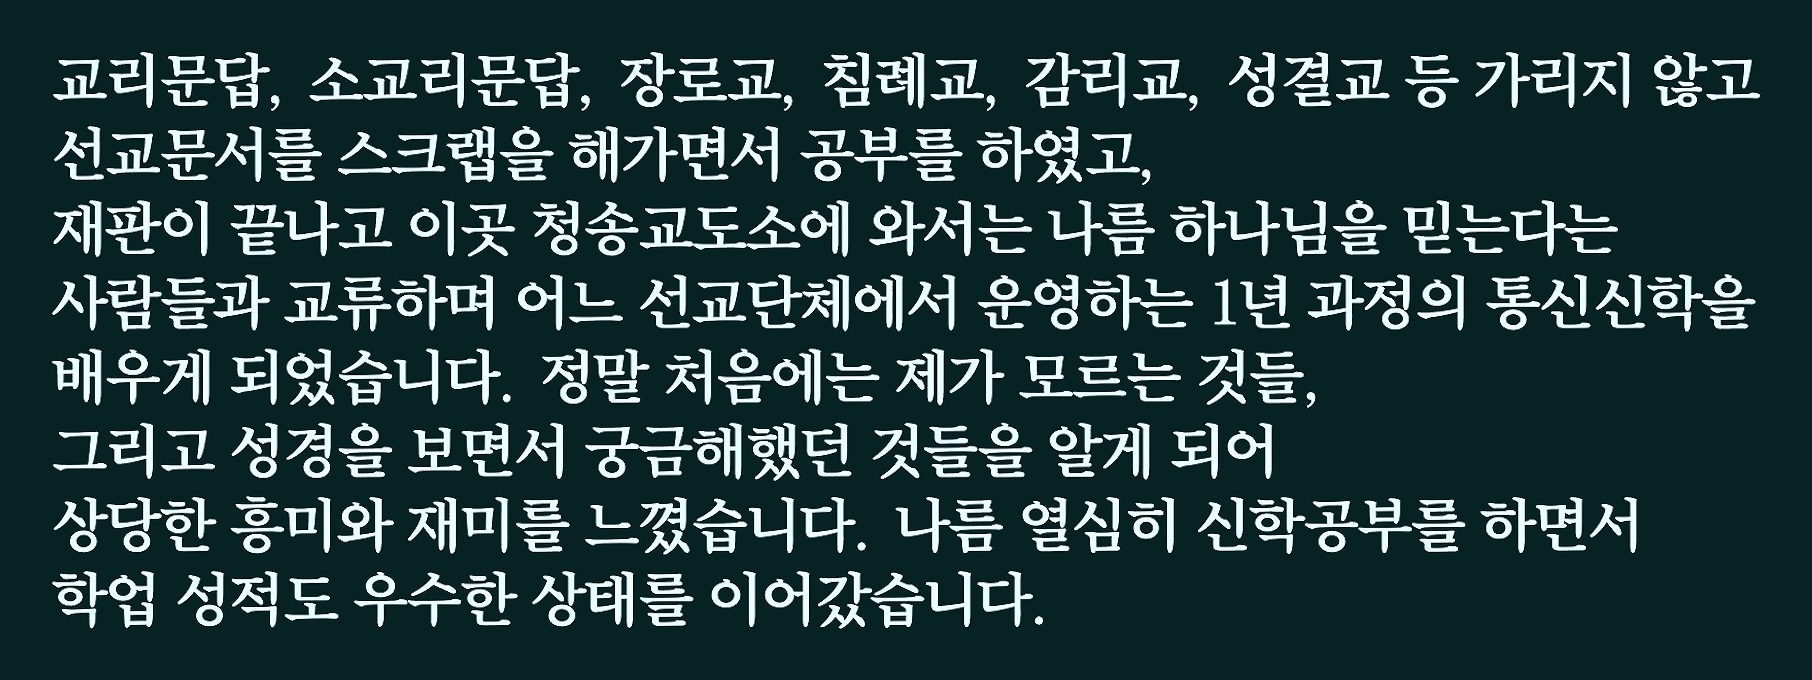 교리문답, 소교리문답, 장로교, 침례교, 감리교, 성결교 등 가리지 않고
선교문서를 스크랩을 해가면서 공부를 하였고,
재판이 끝나고 이곳 청송교도소에 와서는 나름 하나님을 믿는다는
사람들과 교류하며 어느 선교단체에서 운영하는 1년 과정의 통신신학을
배우게 되었습니다. 정말 처음에는 제가 모르는 것들,
그리고 성경을 보면서 궁금해했던 것들을 알게 되어
상당한 흥미와 재미를 느꼈습니다. 나름 열심히 신학공부를 하면서
학업 성적도 우수한 상태를 이어갔습니다.